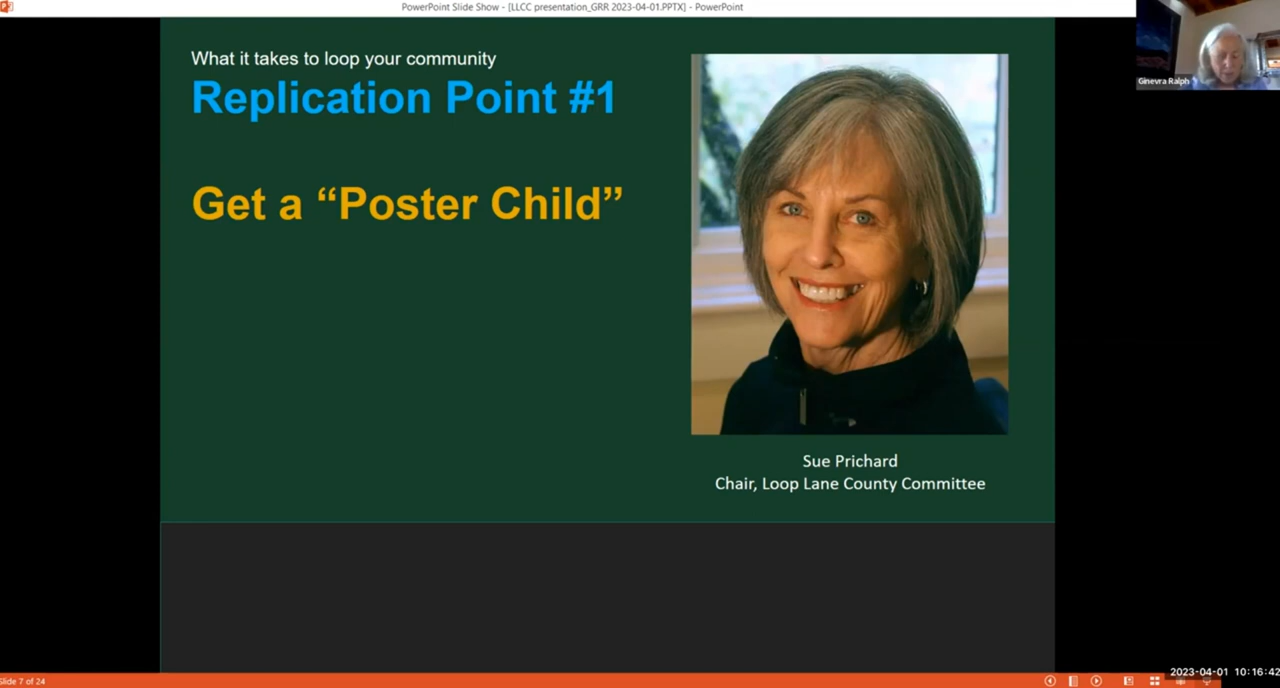 PowerPoint Slide Show - [LLCC presentation_GRR 2023-04-01.PPTX] - PowerPoint
Ginevra Ralph
What it takes to loop your community
Replication Point #1
Get a “Poster Child”
Sue Prichard
Chair, Loop Lane County Committee
2023-04-01 10:16:42
Slide 7 of 24